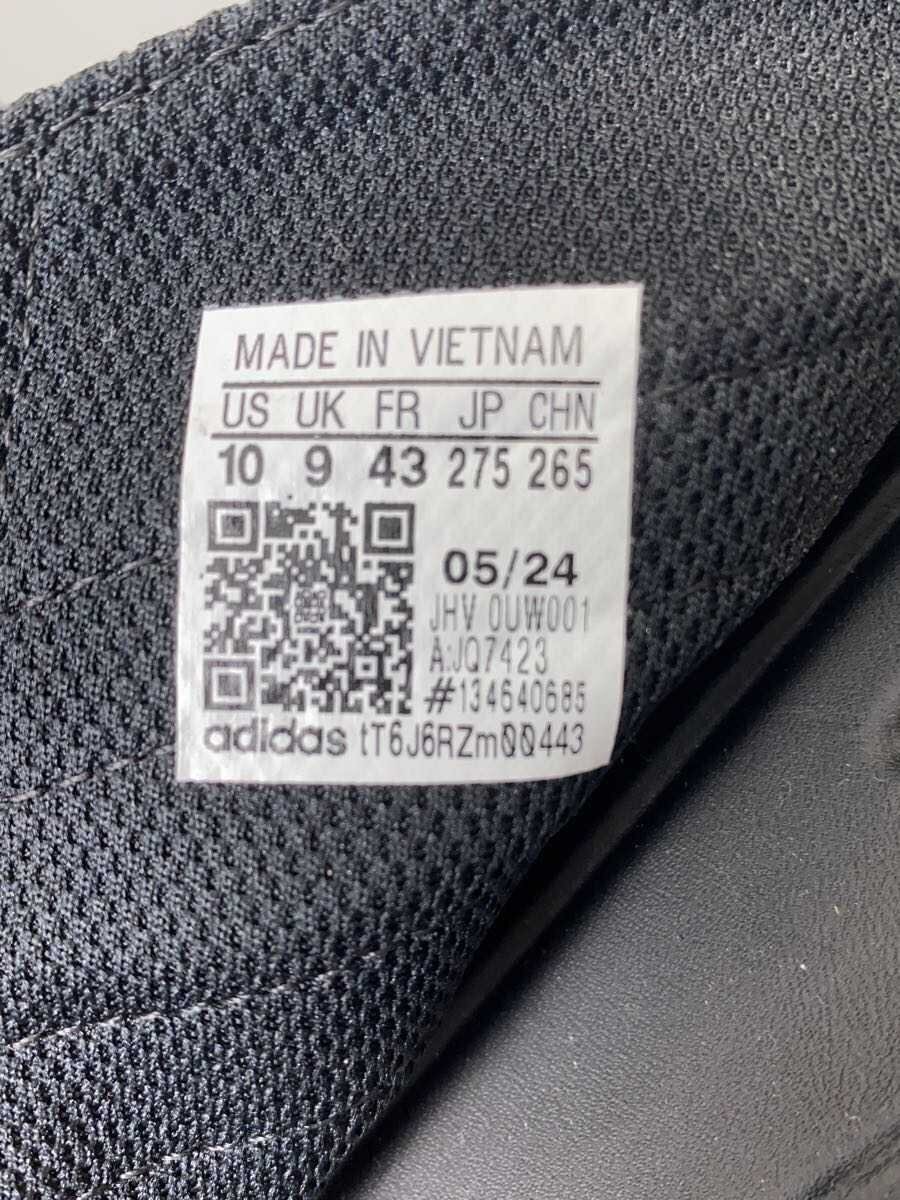 MADE IN VIETNAM
US UK FR JP CHN
10 9 43 275 265
05/24
JHV 0UW001
A:JQ7423
#134640685
adidas tT6J6RZm00443